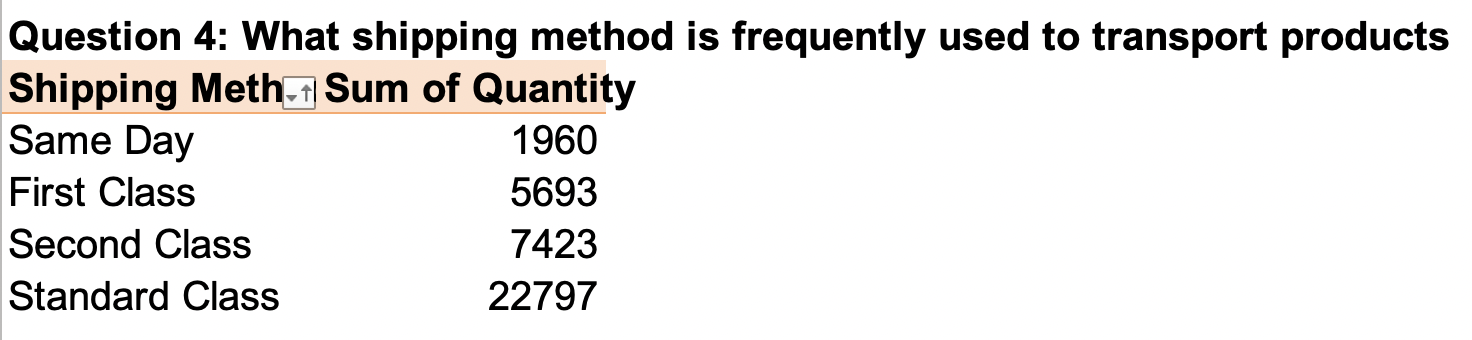 Question 4: What shipping method is frequently used to transport products
Shipping Meth Sum of Quantity
Same Day 1960
First Class 5693
Second Class 7423
Standard Class 22797